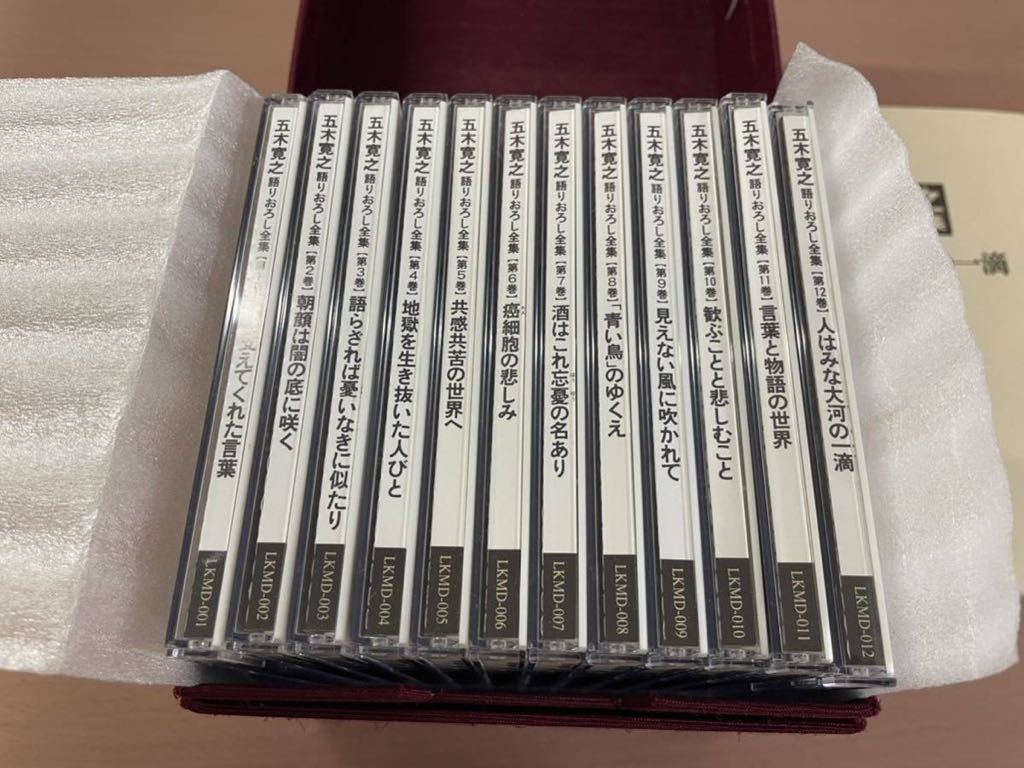 五木寛之 語りおろし全集 えてくれた言葉 LKMD-001
五木寛之 語りおろし全集 [第2巻] 朝顔は闇の底に咲く LKMD-002
五木寛之 語りおろし全集 [第3巻] 語らざれば憂いなきに似たり LKMD-003
五木寛之 語りおろし全集 [第4巻] 地獄を生き抜いた人びと LKMD-004
五木寛之 語りおろし全集 [第5巻] 共感共苦の世界へ LKMD-005
五木寛之 語りおろし全集 [第6巻] 癌細胞の悲しみ LKMD-006
五木寛之 語りおろし全集 [第7巻] 酒はこれ忘憂の名あり LKMD-007
五木寛之 語りおろし全集 [第8巻] 「青い鳥」のゆくえ LKMD-008
五木寛之 語りおろし全集 [第9巻] 見えない風に吹かれて LKMD-009
五木寛之 語りおろし全集 [第10巻] 歓ぶことと悲しむこと LKMD-010
五木寛之 語りおろし全集 [第11巻] 言葉と物語の世界 LKMD-011
五木寛之 語りおろし全集 [第12巻] 人はみな大河の一滴 LKMD-012
一滴